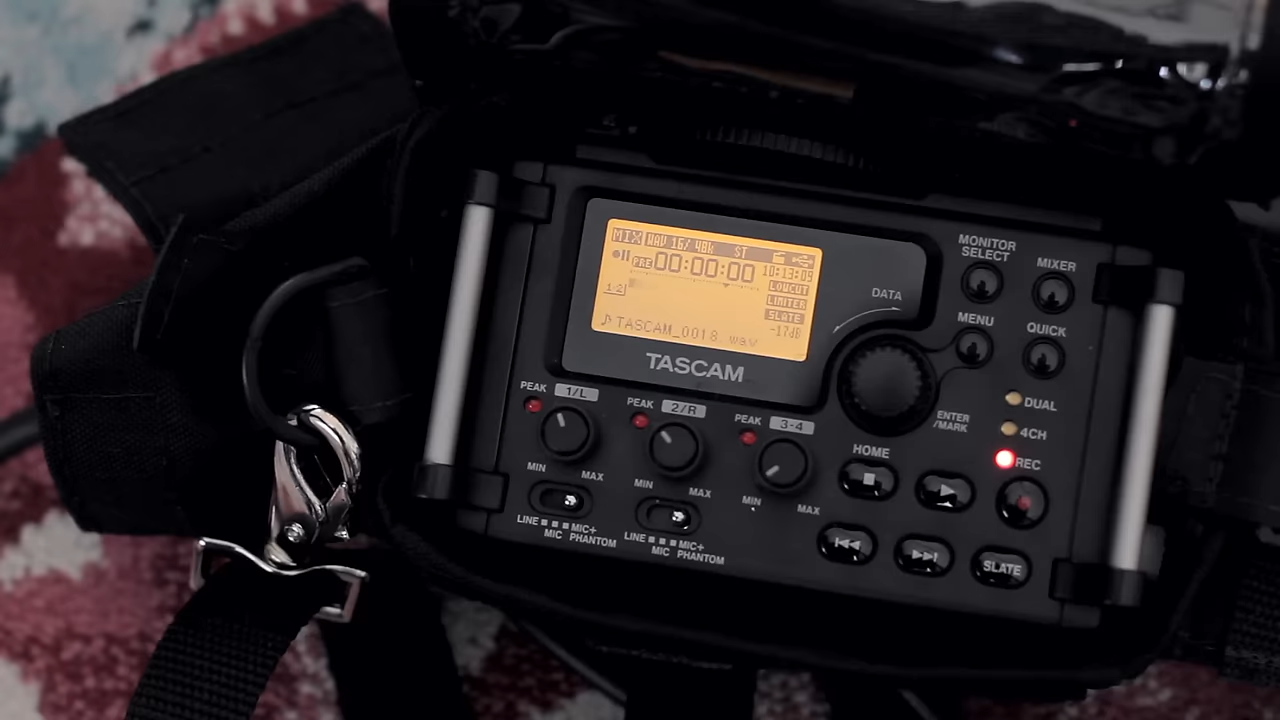 MIX WAV 16/ 48k ST
PRE 00:00:00 10:13:09
LOWCUT
1-2
LIMITER
SLATE
-17dB
TASCAM_0018.wav
TASCAM
DATA
MONITOR
SELECT
MIXER
MENU
QUICK
ENTER
/MARK
DUAL
4CH
REC
HOME
PEAK 1/L
PEAK 2/R
PEAK 3-4
MIN MAX
MIN MAX
MIN MAX
LINE MIC+
MIC PHANTOM
LINE MIC+
MIC PHANTOM
SLATE